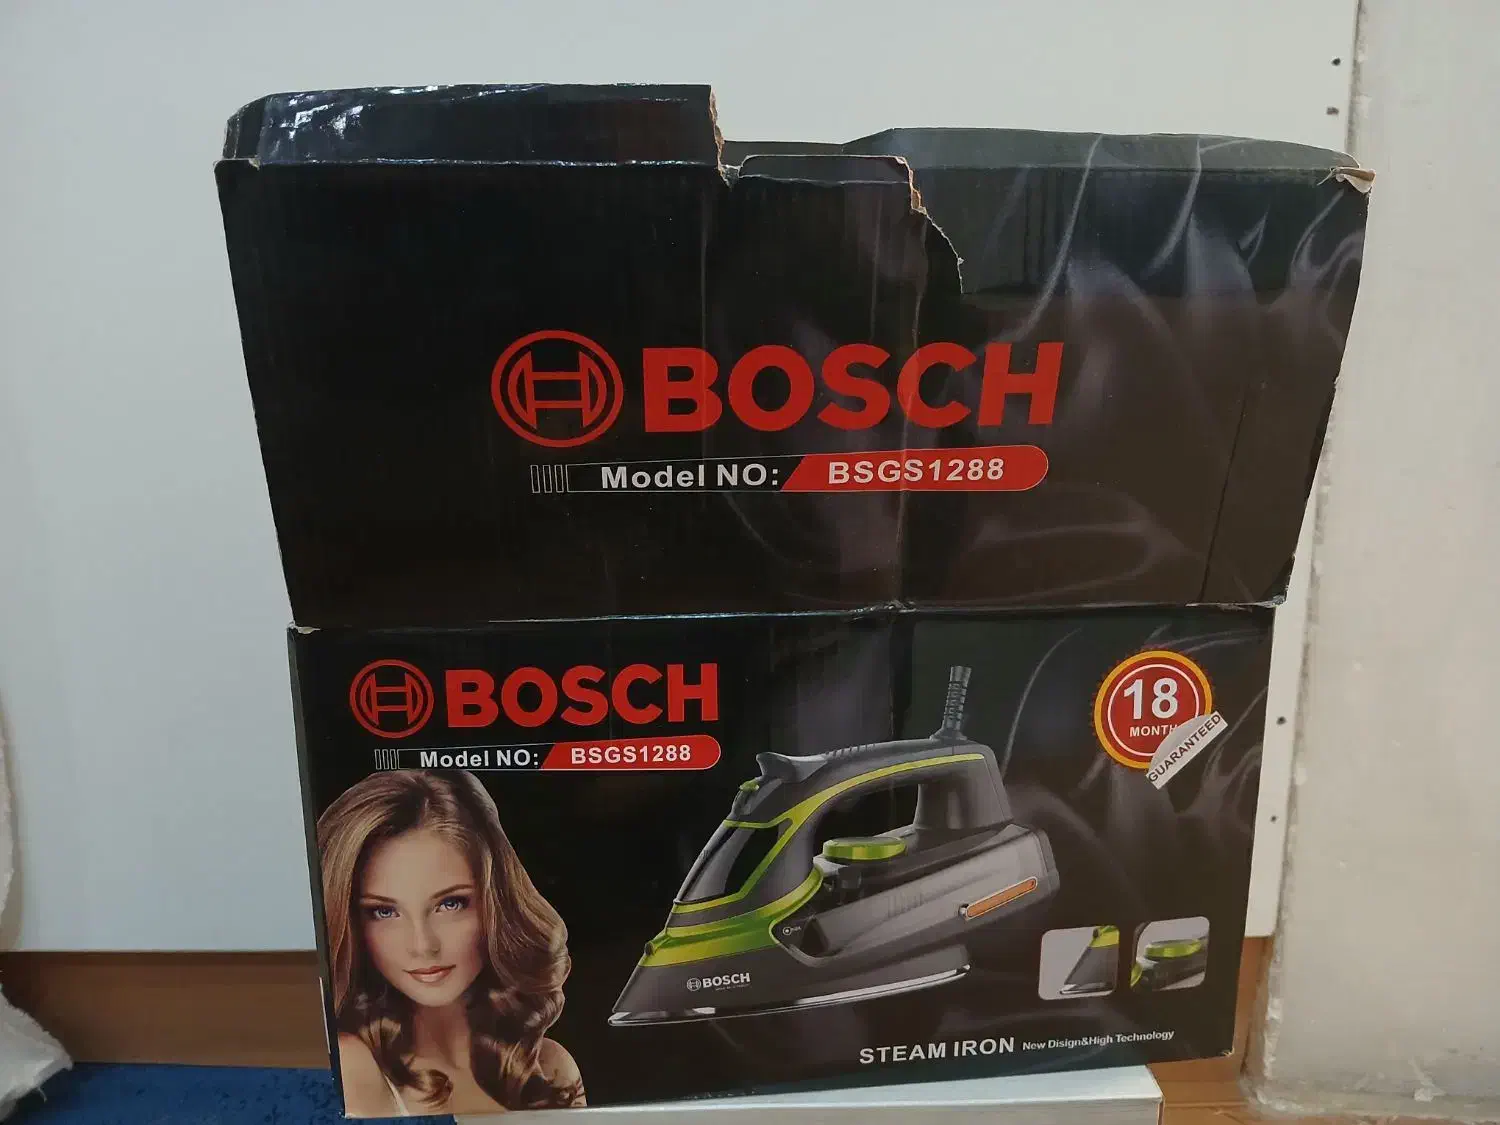 BOSCH
Model NO: BSGS1288
BOSCH
Model NO: BSGS1288
18
MONTH
GUARANTEED
BOSCH
STEAM IRON New Disign&High Technology